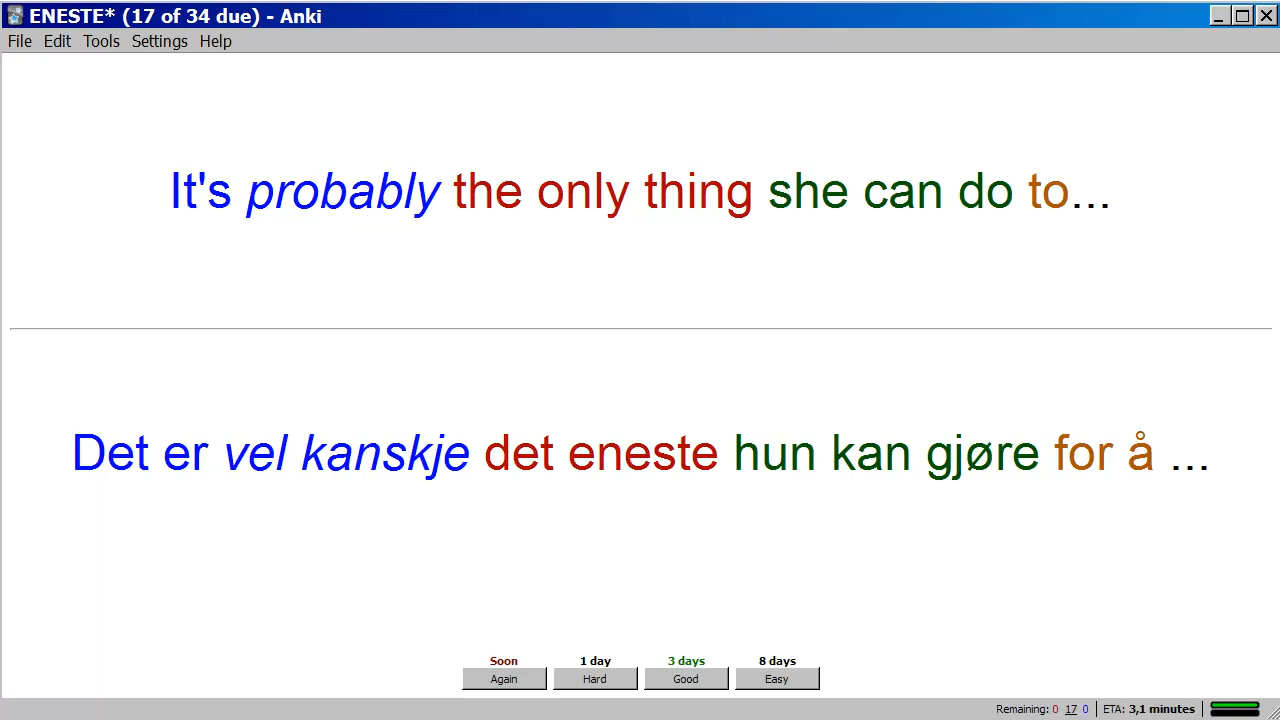 ENESTE* (17 of 34 due) - Anki
File Edit Tools Settings Help
It's probably the only thing she can do to...
Det er vel kanskje det eneste hun kan gjøre for å ...
Soon 1 day 3 days 8 days
Again Hard Good Easy
Remaining: 0 17 0 ETA: 3,1 minutes